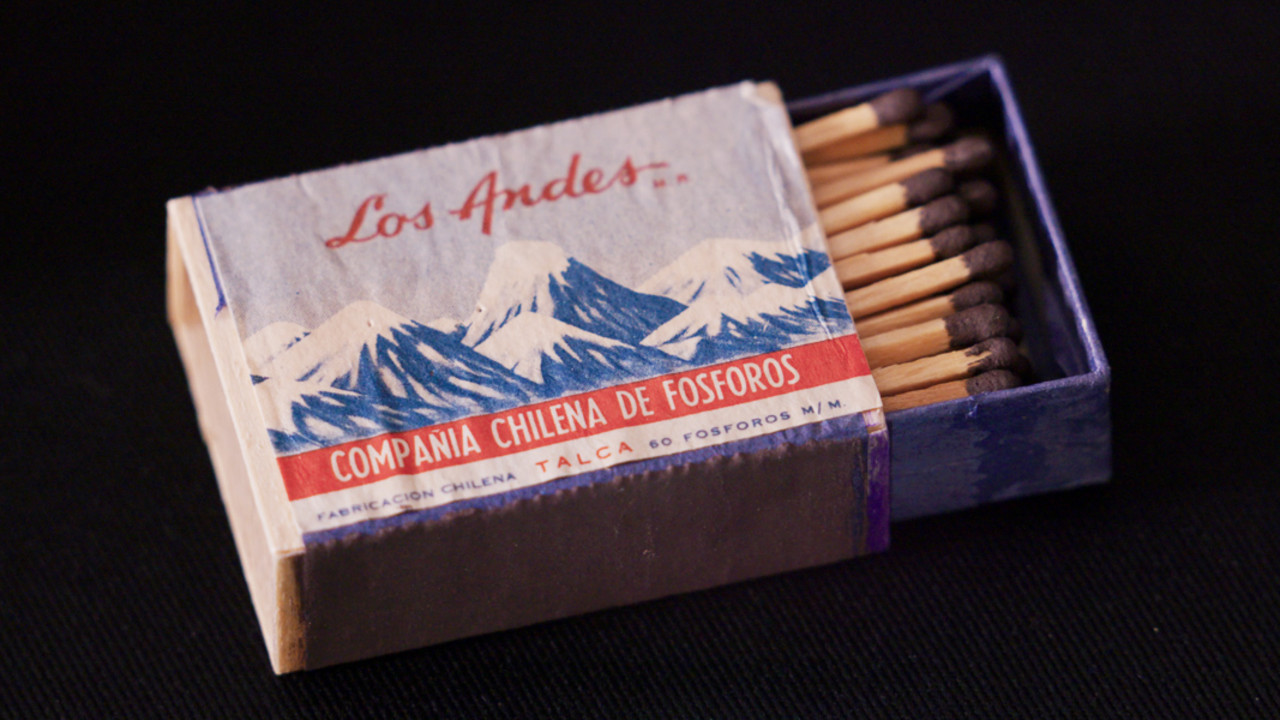 Los Andes M.R.
COMPAÑIA CHILENA DE FOSFOROS
FABRICACION CHILENA TALCA 60 FOSFOROS M/M.